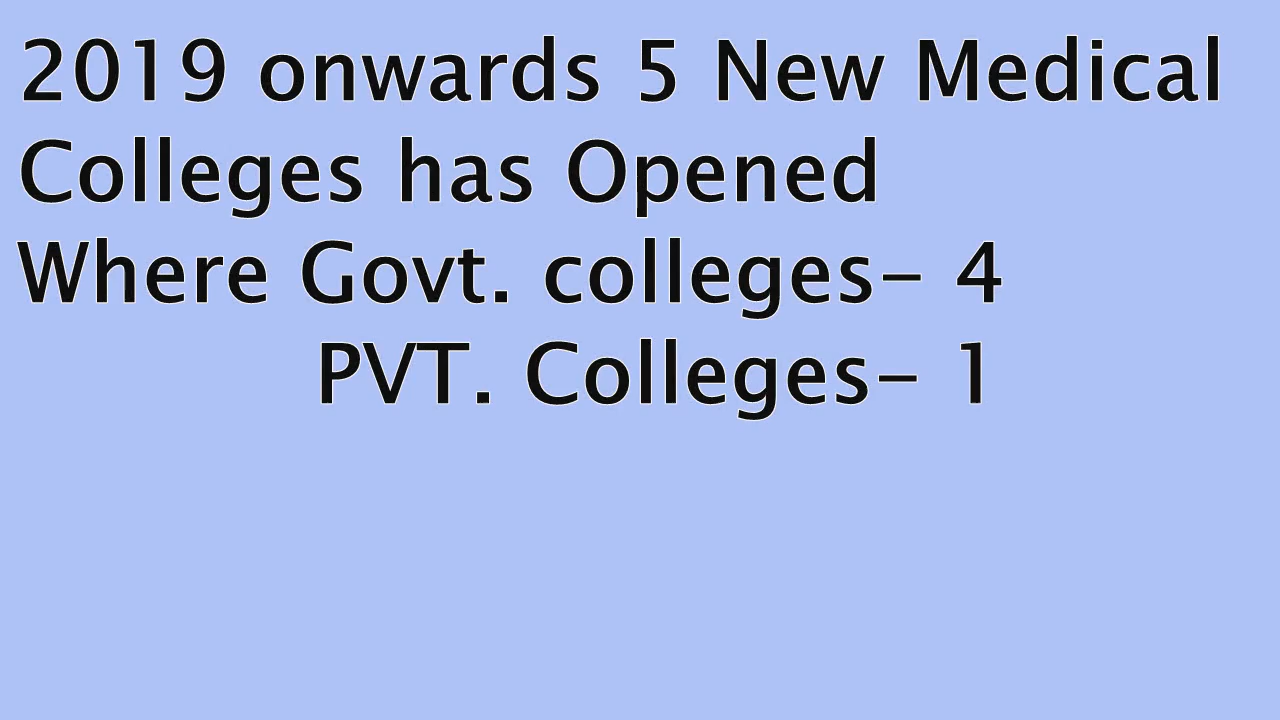 2019 onwards 5 New Medical
Colleges has Opened
Where Govt. colleges- 4
PVT. Colleges- 1